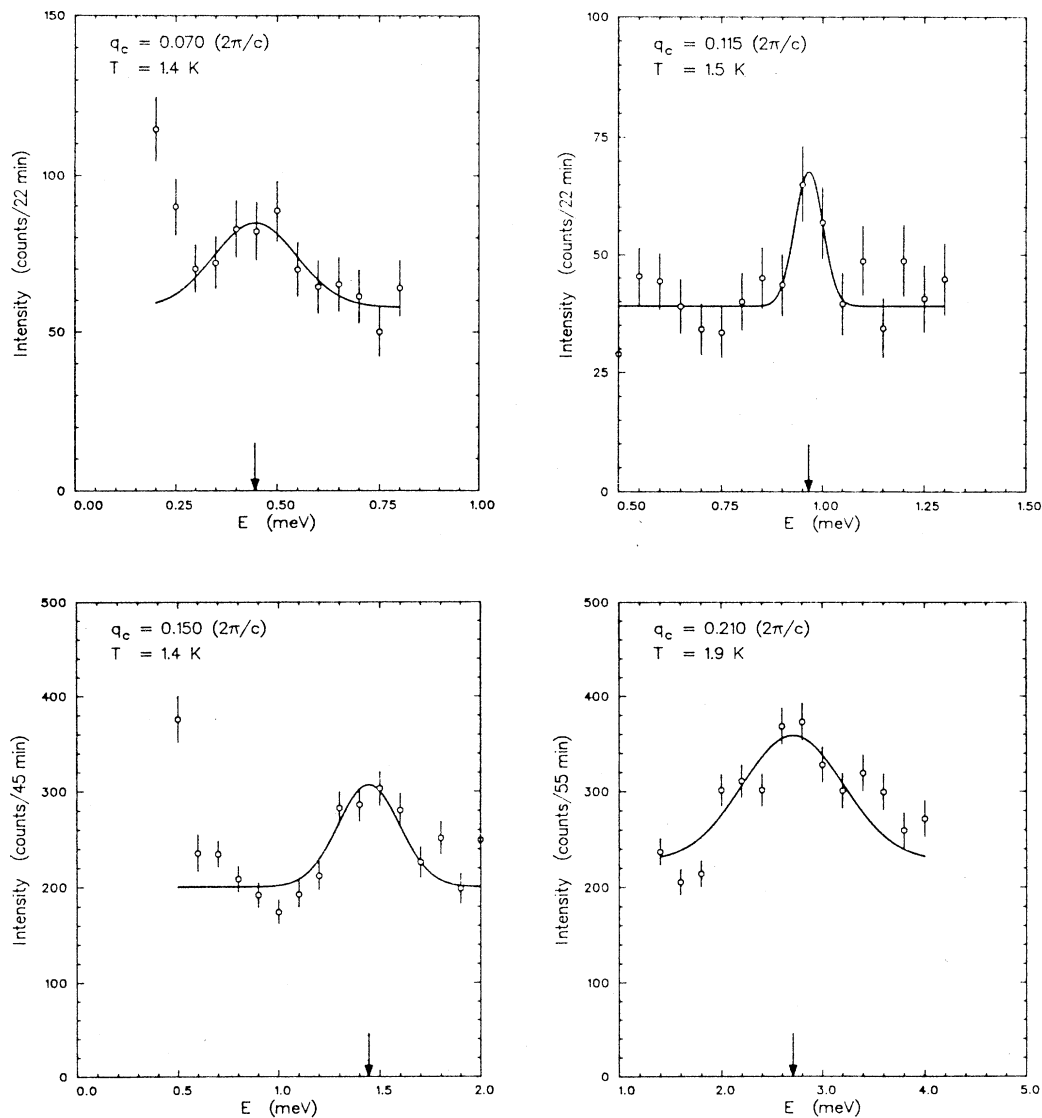 150
q_c = 0.070 (2π/c)
T = 1.4 K
100
50
0
Intensity (counts/22 min)
0.00 0.25 0.50 0.75 1.00
E (meV)
100
q_c = 0.115 (2π/c)
T = 1.5 K
75
50
25
0
Intensity (counts/22 min)
0.50 0.75 1.00 1.25 1.50
E (meV)
500
q_c = 0.150 (2π/c)
T = 1.4 K
400
300
200
100
0
Intensity (counts/45 min)
0.0 0.5 1.0 1.5 2.0
E (meV)
500
q_c = 0.210 (2π/c)
T = 1.9 K
400
300
200
100
0
Intensity (counts/55 min)
1.0 2.0 3.0 4.0 5.0
E (meV)